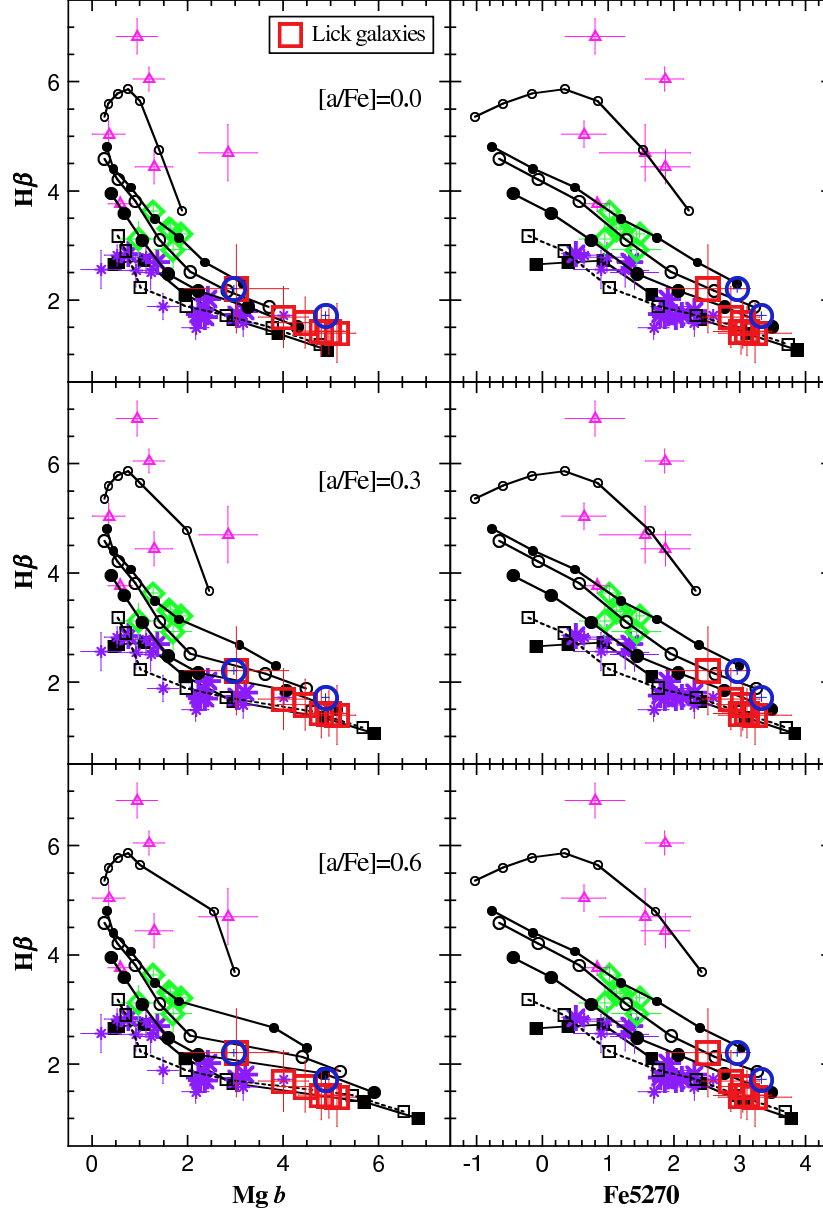 Lick galaxies
[a/Fe]=0.0
6
4
2
Hβ
[a/Fe]=0.3
6
4
2
Hβ
[a/Fe]=0.6
6
4
2
Hβ
0 2 4 6
-1 0 1 2 3 4
Mg b
Fe5270